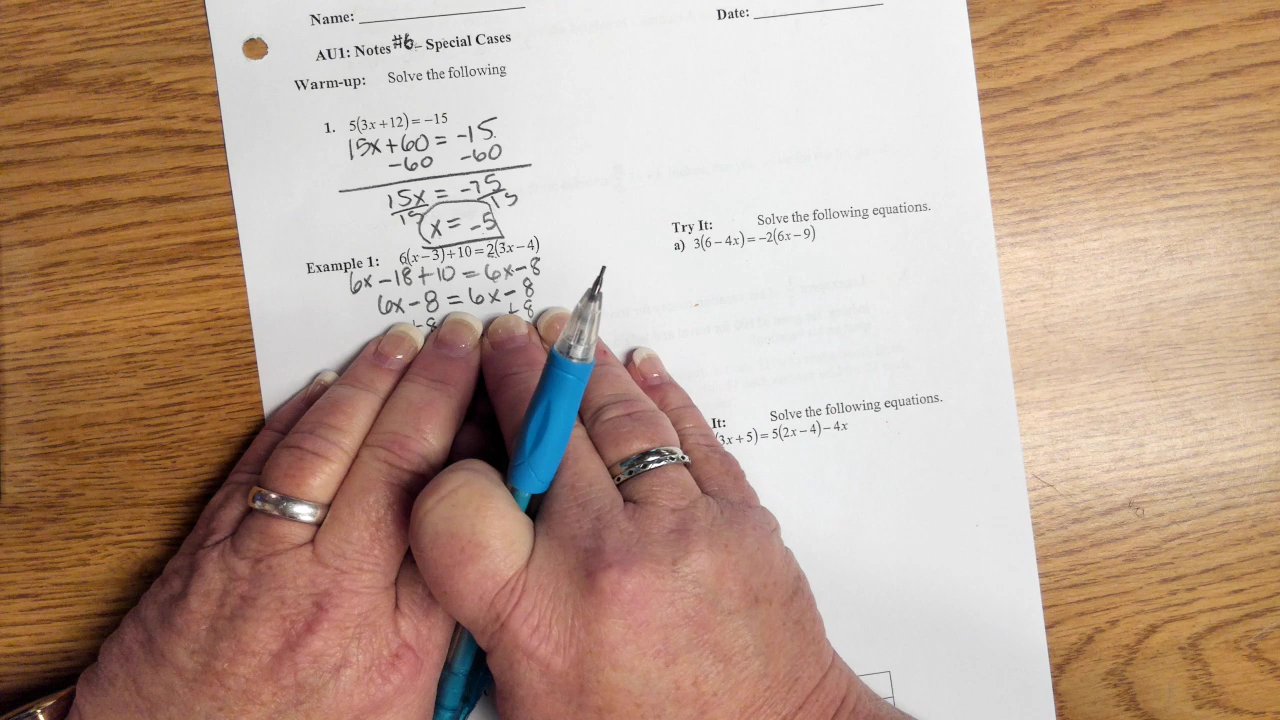 Name:
Date:
AU1: Notes #6 – Special Cases
Warm-up: Solve the following
1. 5(3x+12) = −15
15x+60 = -15
-60 -60
15x = -75
15 15
x = -5
Example 1: 6(x−3)+10 = 2(3x−4)
6x-18+10 = 6x-8
6x-8 = 6x-8
+8 +8
Try It: Solve the following equations.
a) 3(6−4x) = −2(6x−9)
It: Solve the following equations.
(3x+5) = 5(2x−4)−4x